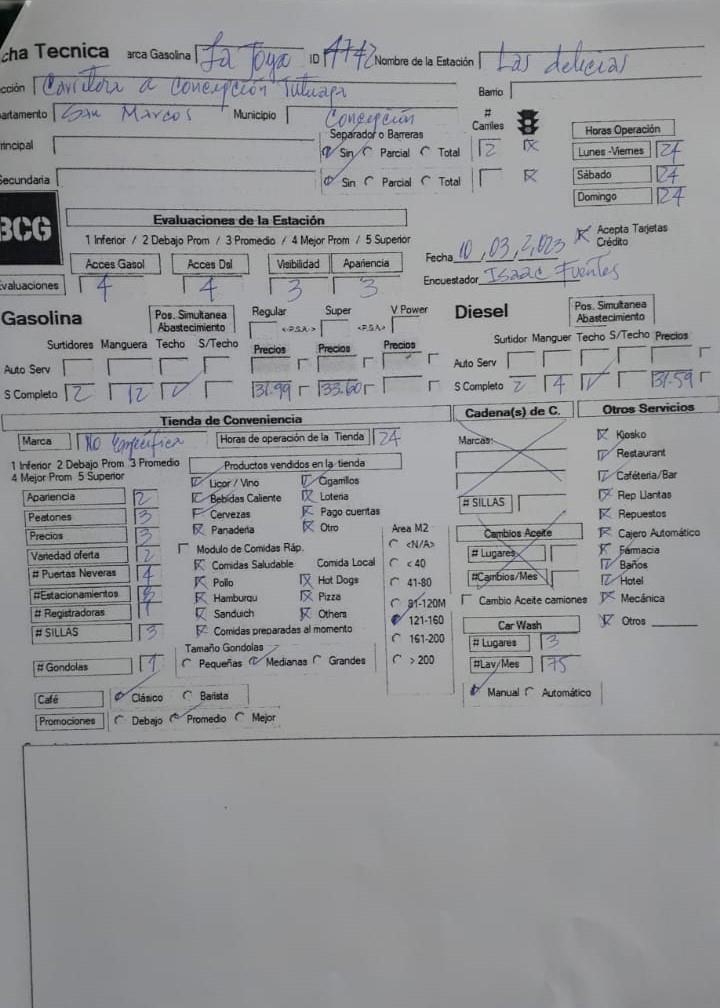 cha Tecnica arca Gasolina La Joya ID 4742 Nombre de la Estación Las delicias
cción Carretera a Concepción Tutuapa Barrio
artamento San Marcos Municipio Concepción
Separador o Barreras # Carriles Horas Operación
rincipal Sin Parcial Total 2 Lunes -Viernes 24
Secundaria Sin Parcial Total Sábado 24
Domingo 24
BCG Evaluaciones de la Estación
1 Inferior / 2 Debajo Prom / 3 Promedio / 4 Mejor Prom / 5 Superior
Fecha 10, 03, 2,023 Acepta Tarjetas Crédito
Acces Gasol Acces Dsl Visibilidad Apariencia Encuestador Isaac Fuentes
valuaciones 4 4 3 3
Gasolina Pos. Simultanea Abastecimiento Regular Super V Power Diesel Pos. Simultanea Abastecimiento
<-P.S.A-> <-P.S.A->
Surtidores Manguera Techo S/Techo Precios Precios Precios Surtidor Manguer Techo S/Techo Precios
Auto Serv Auto Serv
S Completo 2 12 31.99 33.60 S Completo 2 4 31.59
Tienda de Conveniencia Cadena(s) de C. Otros Servicios
Marca No Especifica Horas de operación de la Tienda 24 Marcas:
1 Inferior 2 Debajo Prom 3 Promedio
4 Mejor Prom 5 Superior
Productos vendidos en la tienda
Apariencia 2
Peatones 3
Precios 3
Variedad oferta 2
# Puertas Neveras 4
#Estacionamientos
# Registradoras 1
# SILLAS 3
# Gondolas 1
Licor / Vino Cigarrillos
Bebidas Caliente Loteria
Cervezas Pago cuentas
Panaderia Otro
Modulo de Comidas Ráp.
Comidas Saludable Comida Local
Pollo Hot Dogs
Hamburgu Pizza
Sandwich Others
Comidas preparadas al momento
Tamaño Gondolas
Pequeñas Medianas Grandes
Area M2
<N/A>
< 40
41-80
81-120M
121-160
161-200
> 200
# SILLAS
Cambios Aceite
# Lugares
#Cambios/Mes
Cambio Aceite camiones
Car Wash
# Lugares 3
#Lav/Mes 75
Manual Automático
Kiosko
Restaurant
Caféteria/Bar
Rep Llantas
Repuestos
Cajero Automático
Farmacia
Baños
Hotel
Mecánica
Otros
Café Clásico Barista
Promociones Debajo Promedio Mejor